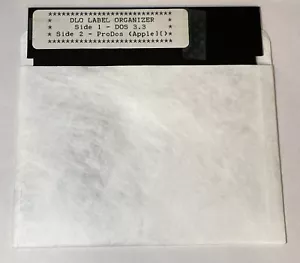 * * * * * * * * * * * * * * * *
* DLO LABEL ORGANIZER *
* Side 1 - DOS 3.3 *
* Side 2 - ProDos (Apple][)*
* * * * * * * * * * * * * * * *